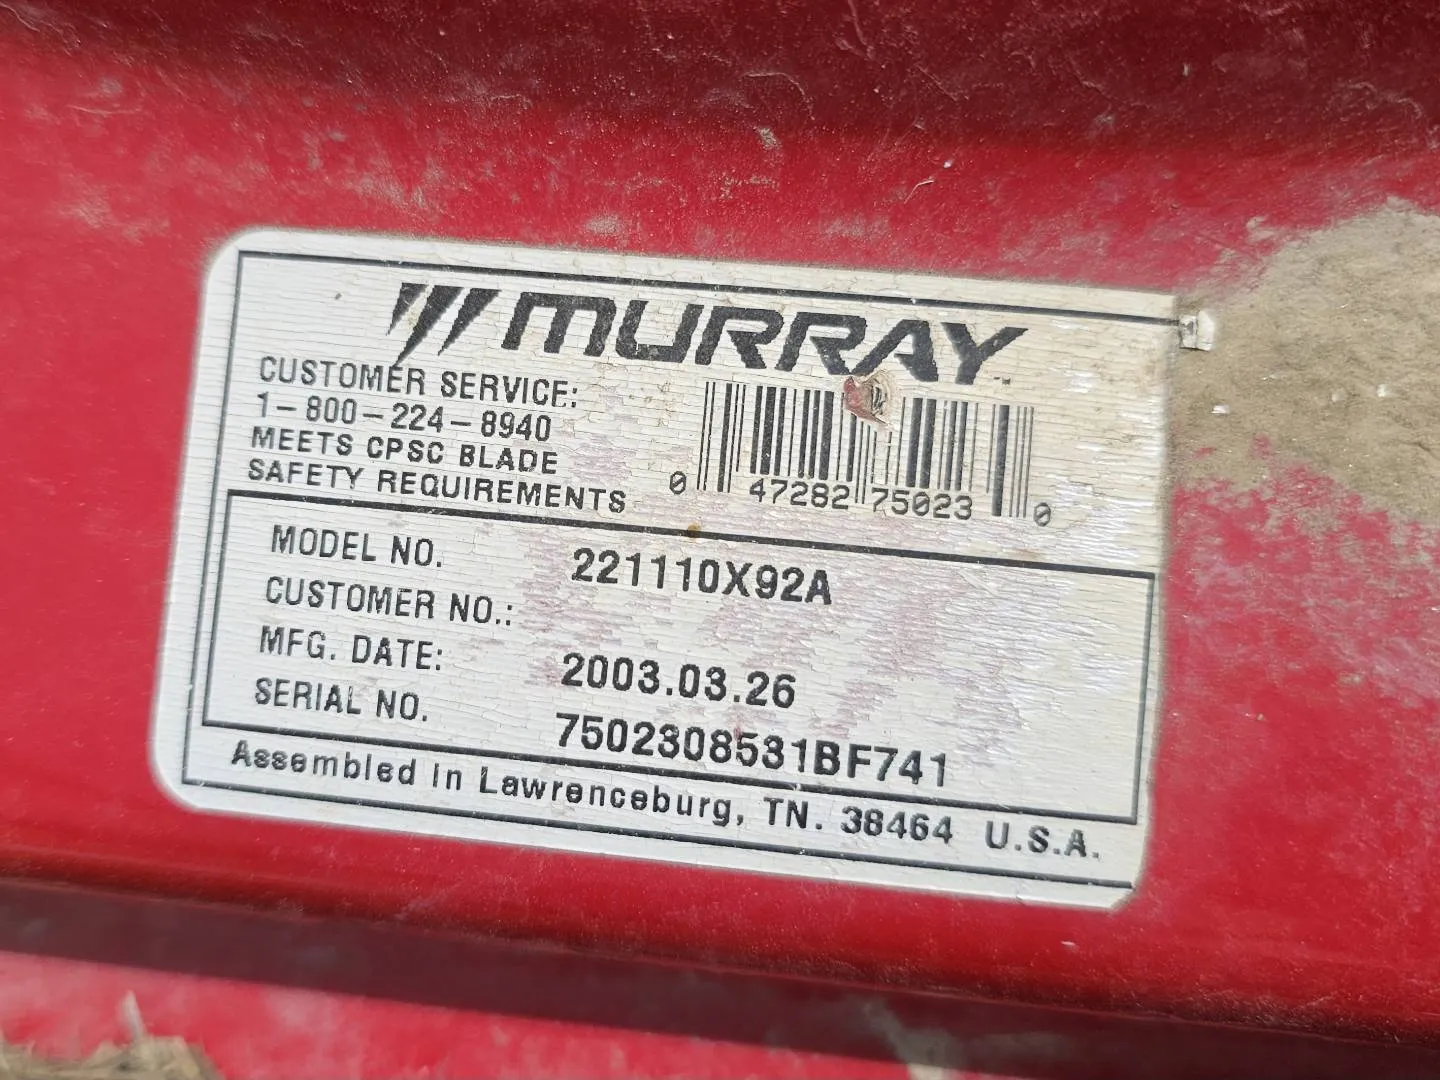 MURRAY
CUSTOMER SERVICE:
1-800-224-8940
MEETS CPSC BLADE
SAFETY REQUIREMENTS
0 47282 75023 0
MODEL NO. 221110X92A
CUSTOMER NO.:
MFG. DATE: 2003.03.26
SERIAL NO. 7502308531BF741
Assembled in Lawrenceburg, TN. 38464 U.S.A.